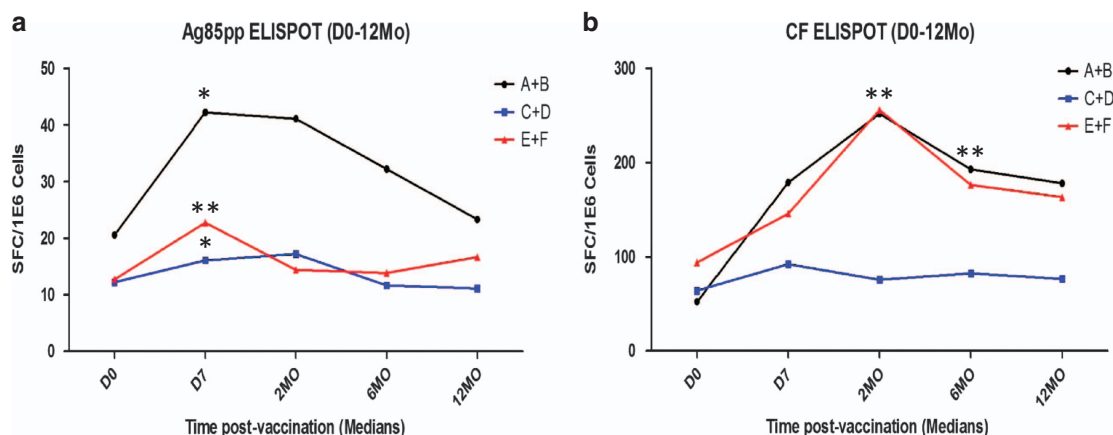 a
Ag85pp ELISPOT (D0-12Mo)
50
40
30
20
10
0
SFC/1E6 Cells
*
**
*
A+B
C+D
E+F
D0
D7
2MO
6MO
12MO
Time post-vaccination (Medians)
b
CF ELISPOT (D0-12Mo)
300
200
100
0
SFC/1E6 Cells
**
**
A+B
C+D
E+F
D0
D7
2MO
6MO
12MO
Time post-vaccination (Medians)